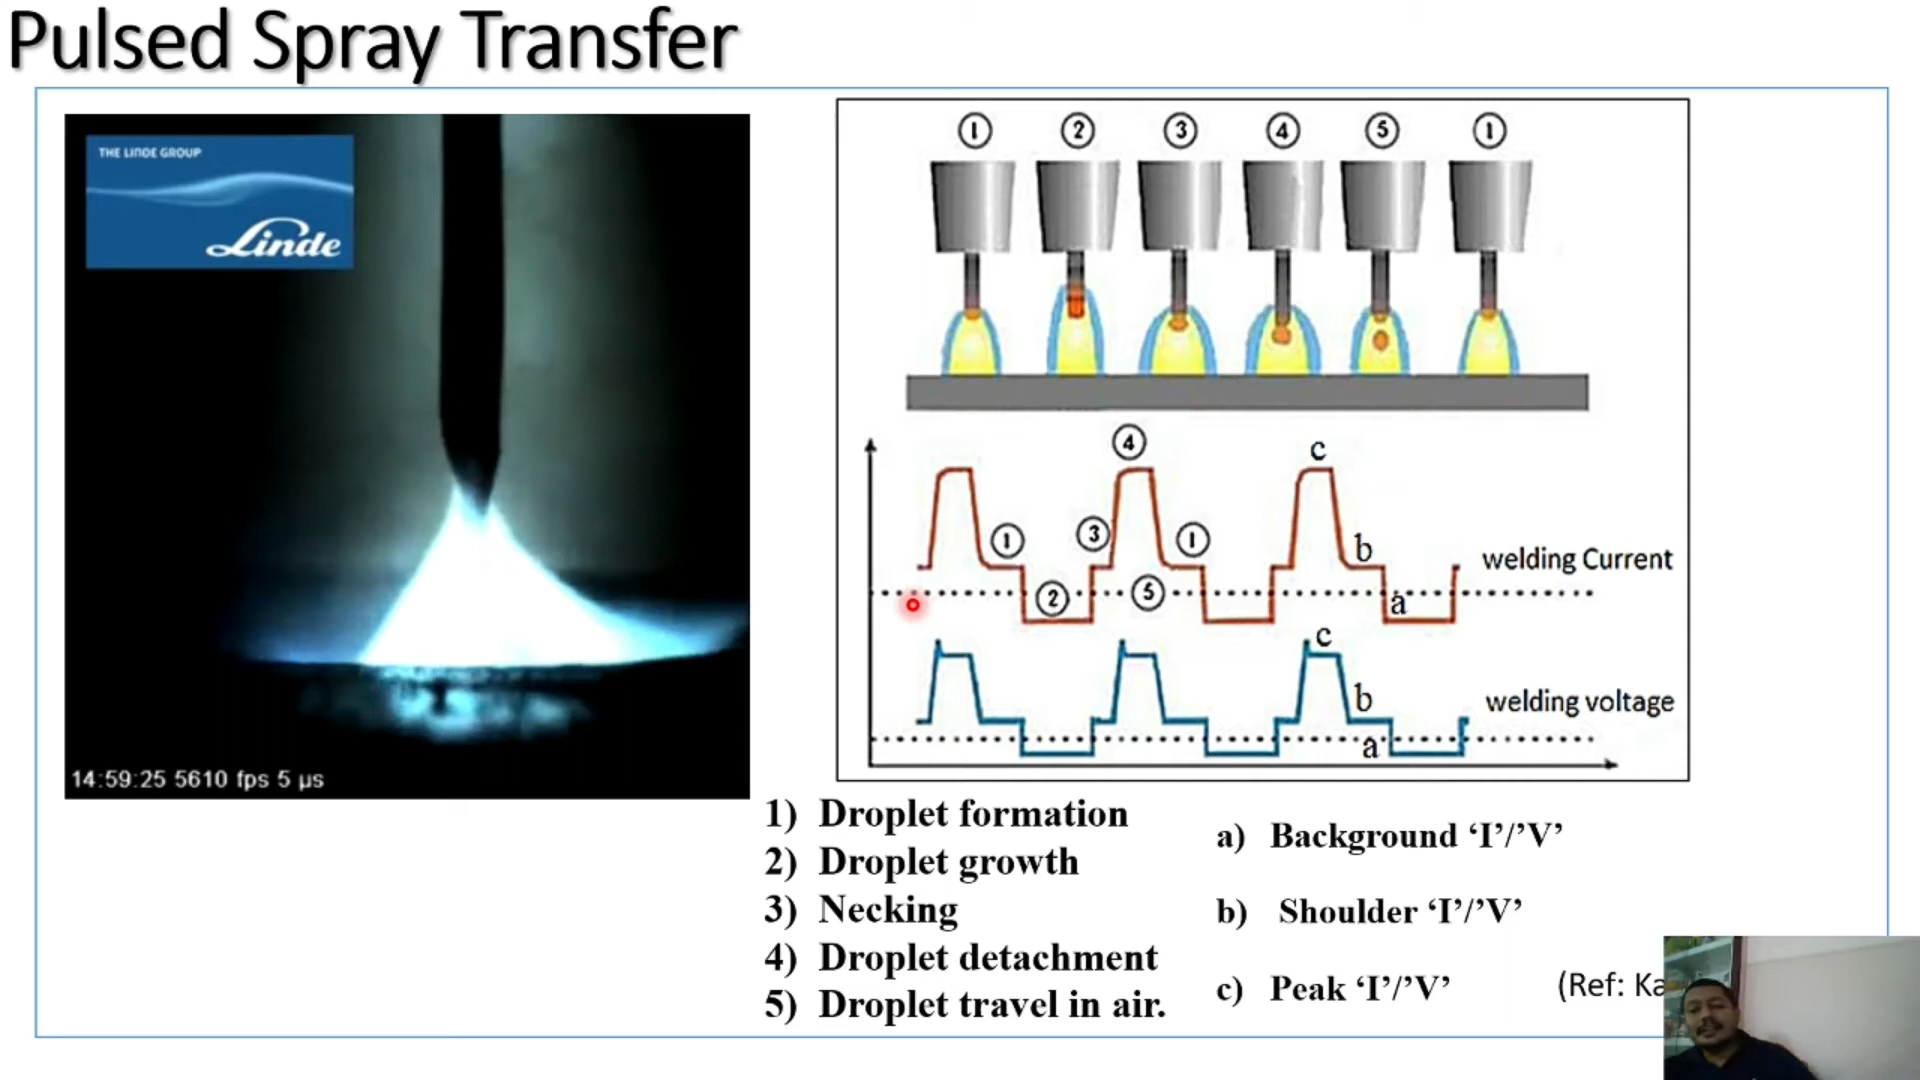 Pulsed Spray Transfer
THE LINDE GROUP
Linde
14:59:25 5610 fps 5 µs
1 2 3 4 5 1
4 c
1 3 1 b
welding Current
2 5 a
c
b
welding voltage
a
1) Droplet formation
2) Droplet growth
3) Necking
4) Droplet detachment
5) Droplet travel in air.
a) Background ‘I’/’V’
b) Shoulder ‘I’/’V’
c) Peak ‘I’/’V’
(Ref: